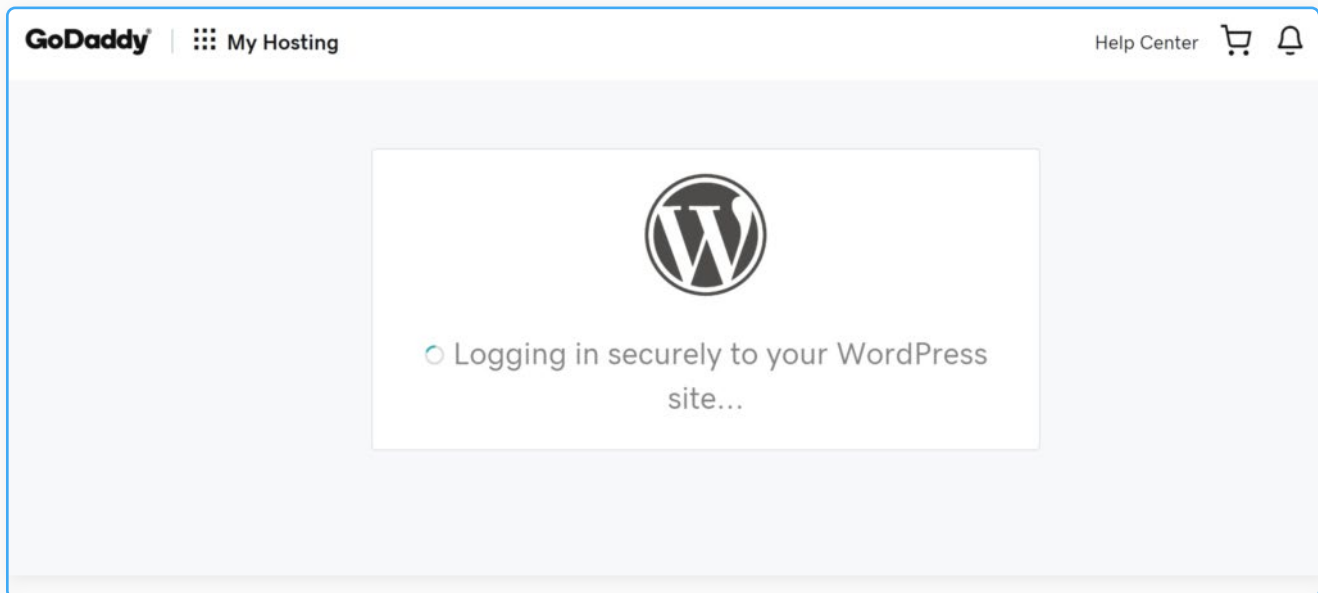 GoDaddy
My Hosting
Help Center
Logging in securely to your WordPress
site...